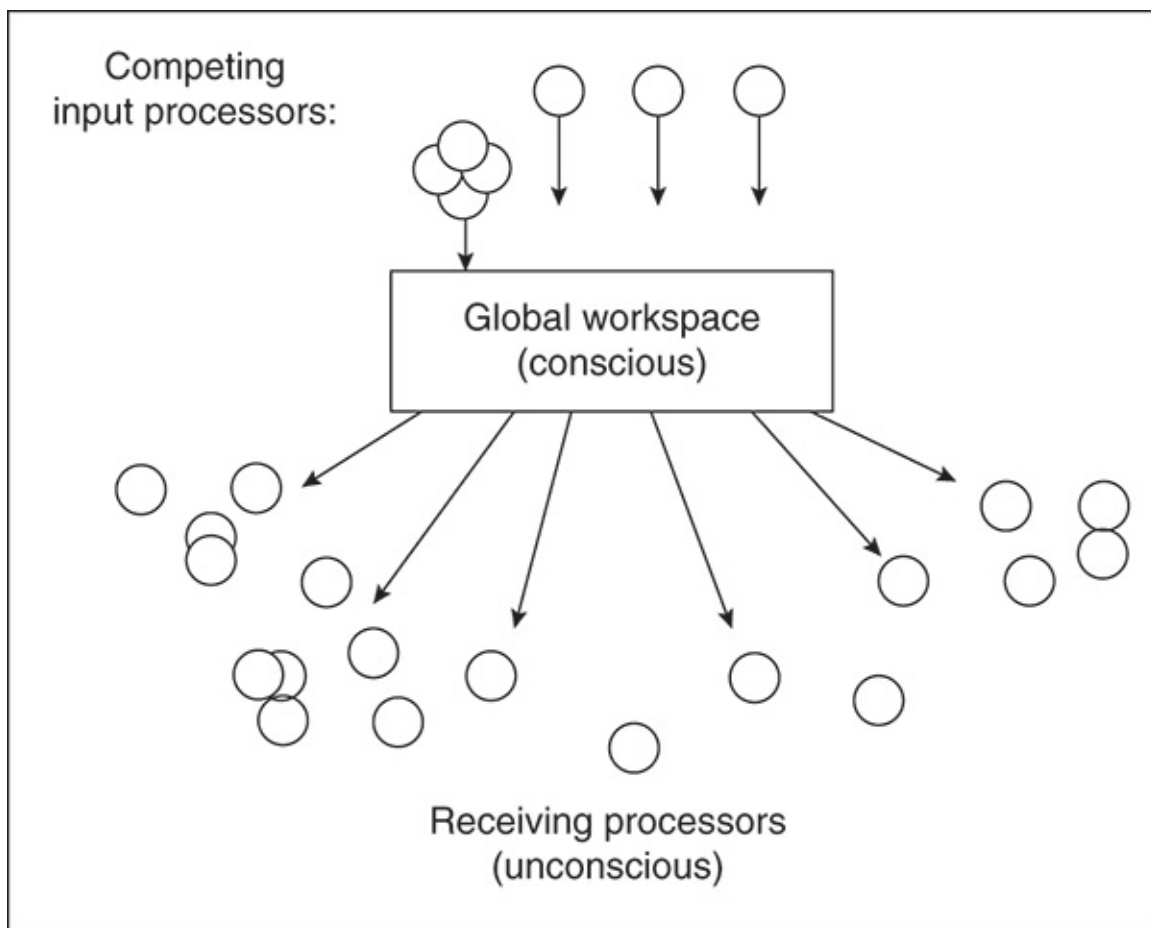 Competing
input processors:
Global workspace
(conscious)
Receiving processors
(unconscious)